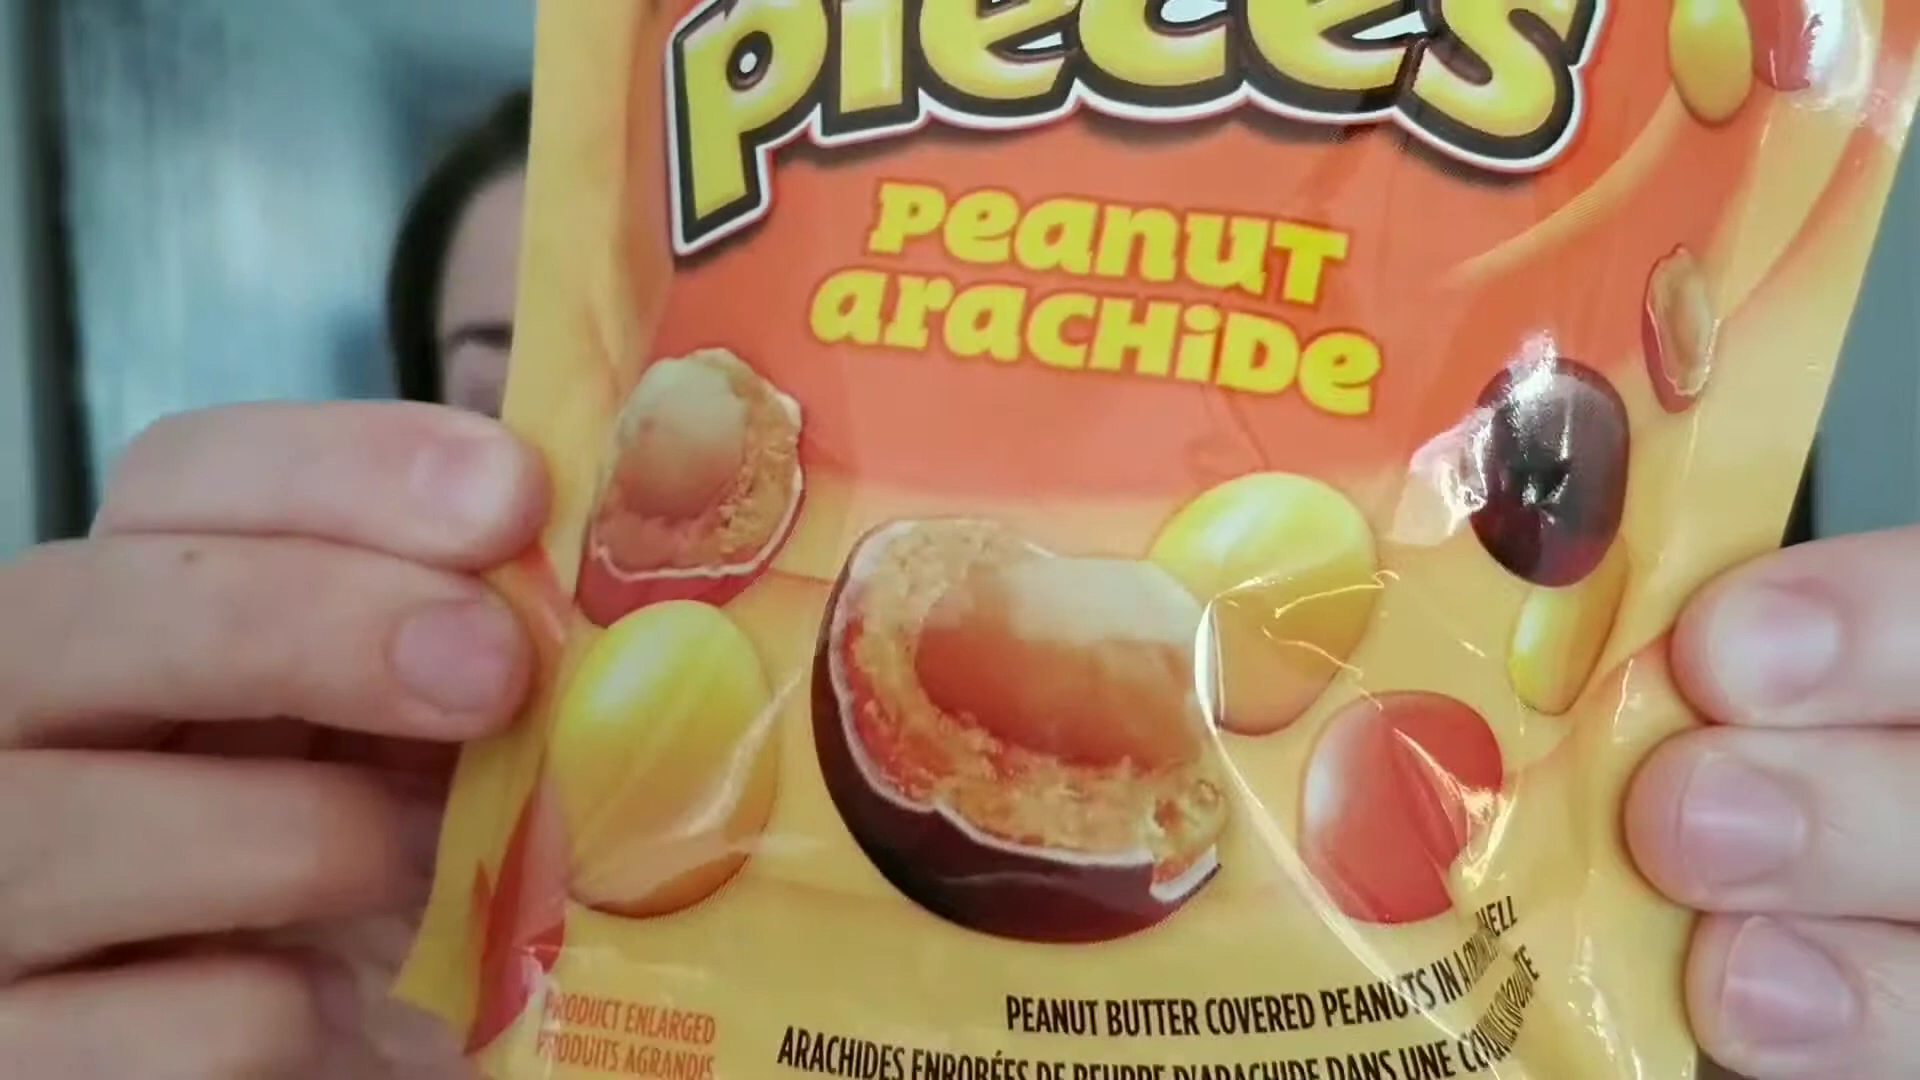 Pieces
Peanut
arachide
PEANUT BUTTER COVERED PEANUTS IN A SHELL
ARACHIDES ENROBÉES DE BEURRE D'ARACHIDE DANS UNE
PRODUCT ENLARGED
PRODUITS AGRANDIS